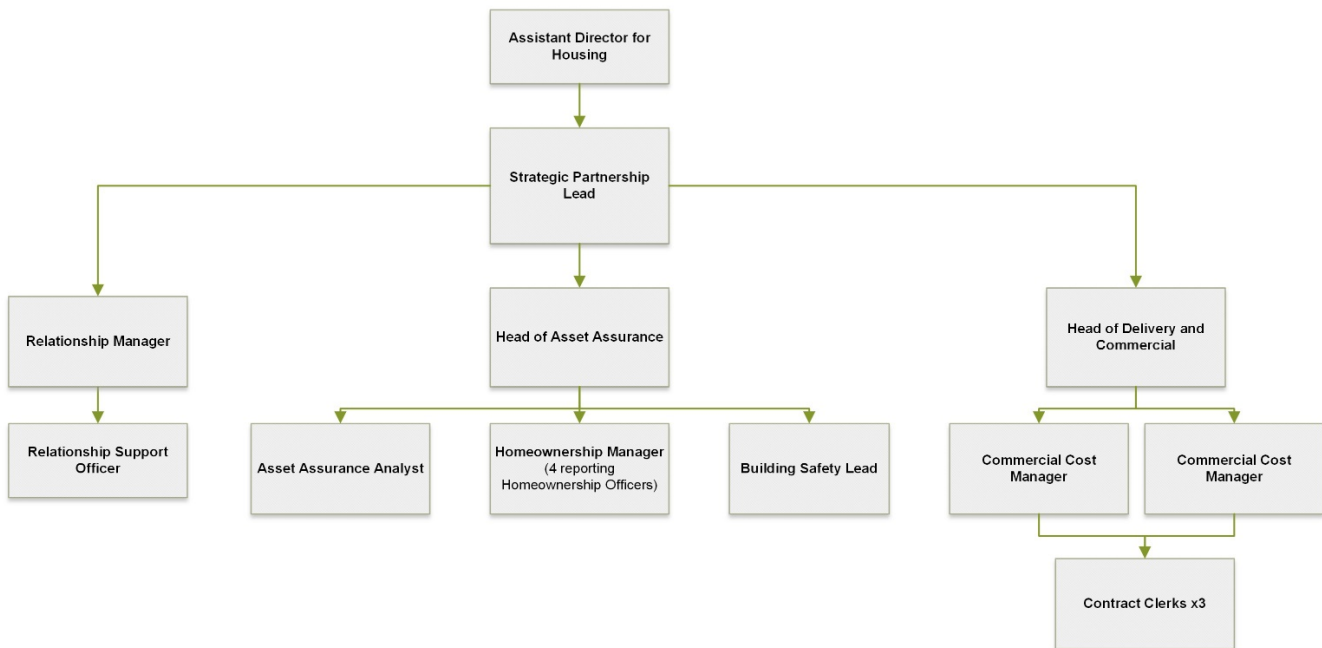 Assistant Director for
Housing
Strategic Partnership
Lead
Relationship Manager
Head of Asset Assurance
Head of Delivery and
Commercial
Relationship Support
Officer
Asset Assurance Analyst
Homeownership Manager
(4 reporting
Homeownership Officers)
Building Safety Lead
Commercial Cost
Manager
Commercial Cost
Manager
Contract Clerks x3